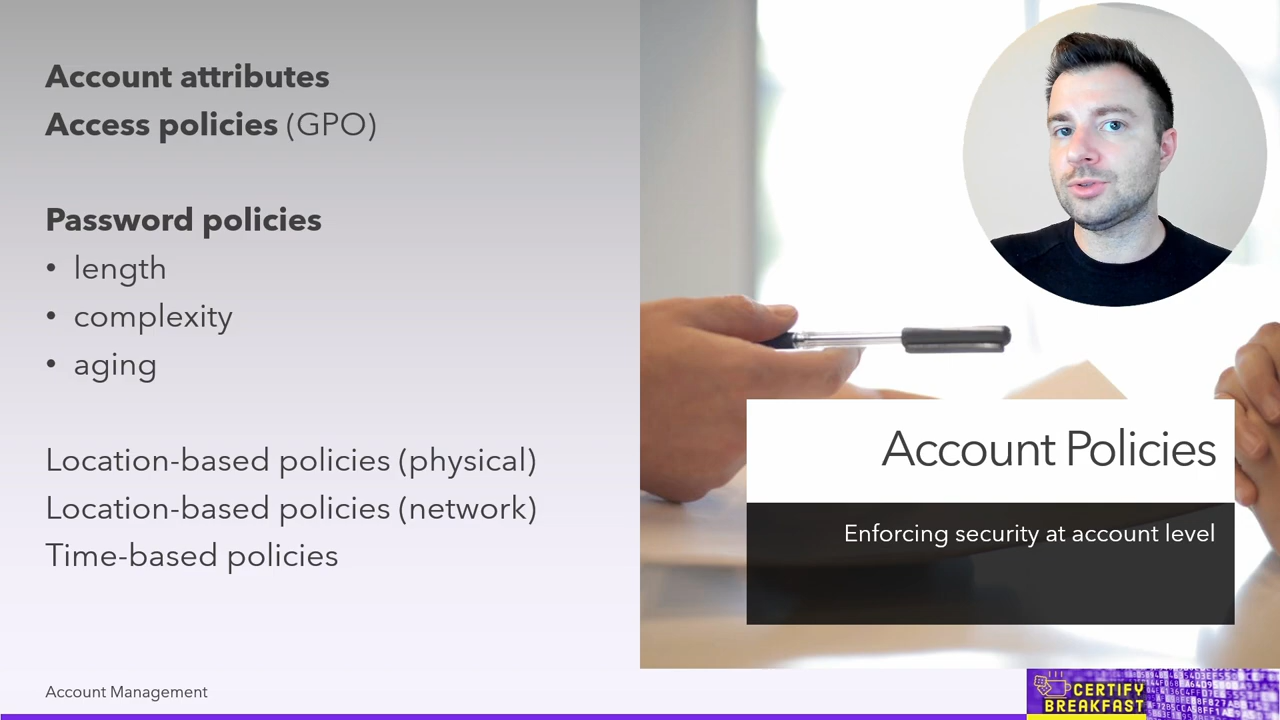 Account attributes
Access policies (GPO)
Password policies
• length
• complexity
• aging
Location-based policies (physical)
Location-based policies (network)
Time-based policies
Account Policies
Enforcing security at account level
Account Management
CERTIFY
BREAKFAST